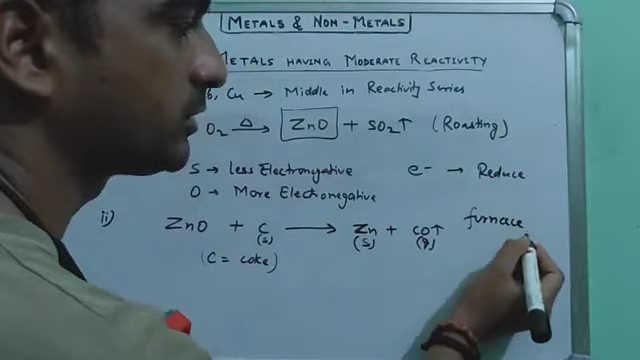 METALS & NON-METALS
METALS HAVING MODERATE REACTIVITY
Cu → Middle in Reactivity Series
O₂ —Δ→ ZnO + SO₂↑ (Roasting)
S → less Electronegative e⁻ → Reduce
O → More Electronegative
ii) ZnO + C(s) ⟶ Zn(s) + CO↑(g) furnace
(C = coke)